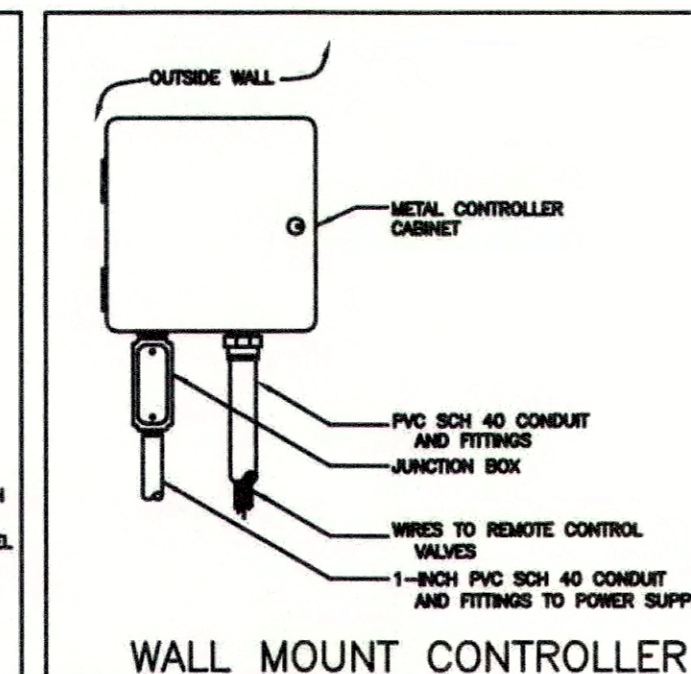 OUTSIDE WALL
METAL CONTROLLER
CABINET
PVC SCH 40 CONDUIT
AND FITTINGS
JUNCTION BOX
WIRES TO REMOTE CONTROL
VALVES
1-INCH PVC SCH 40 CONDUIT
AND FITTINGS TO POWER SUPP
WALL MOUNT CONTROLLER